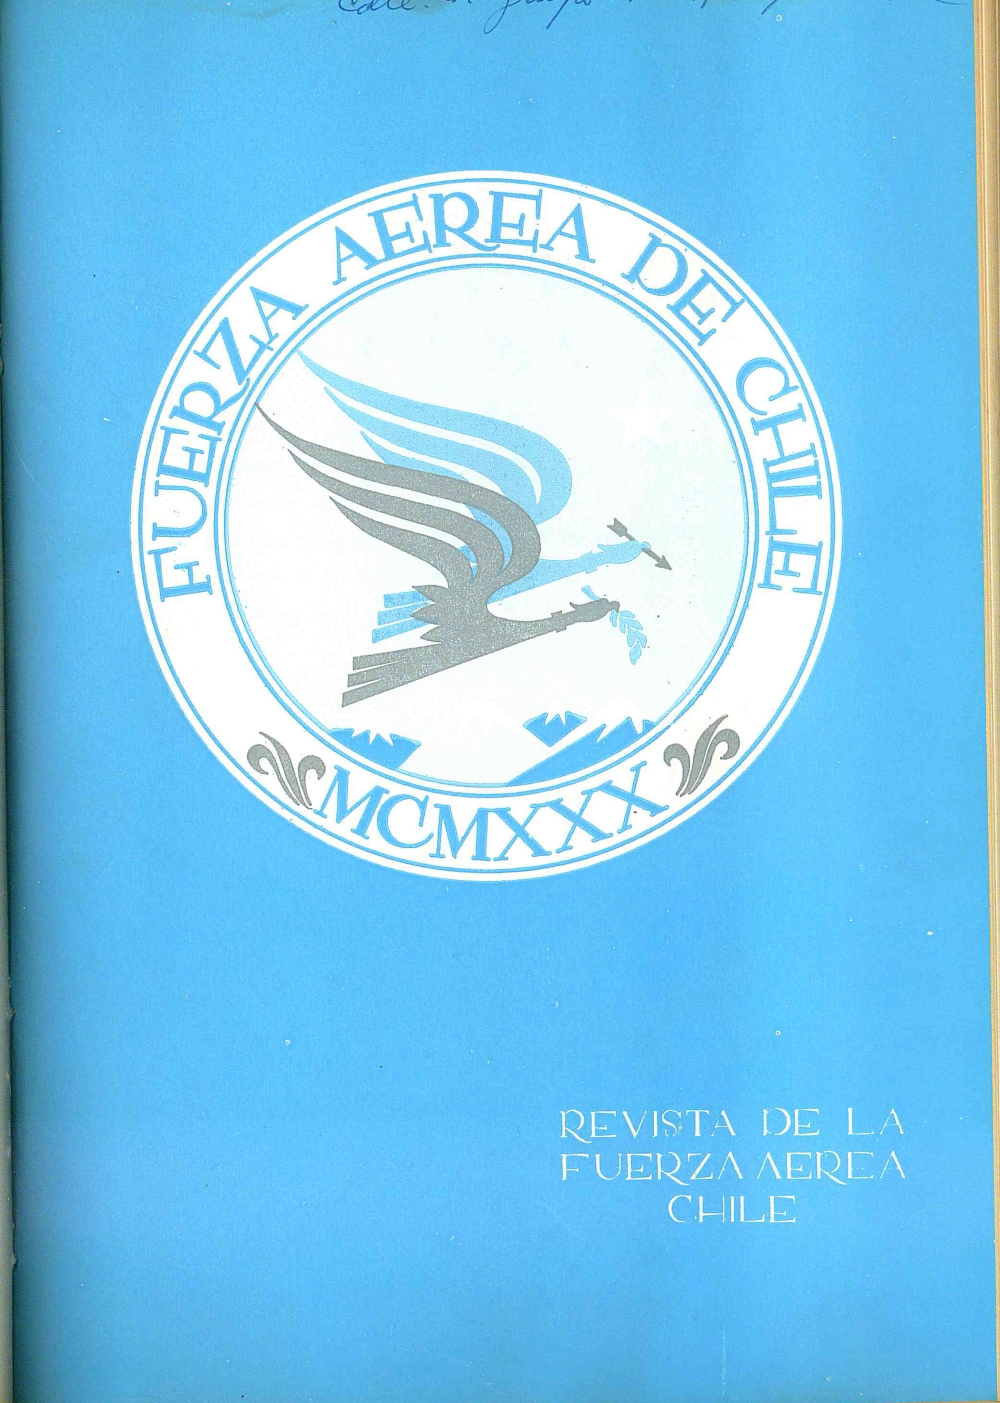 FUERZA AEREA DE CHILE
MCMXXX
REVISTA DE LA
FUERZA AEREA
CHILE